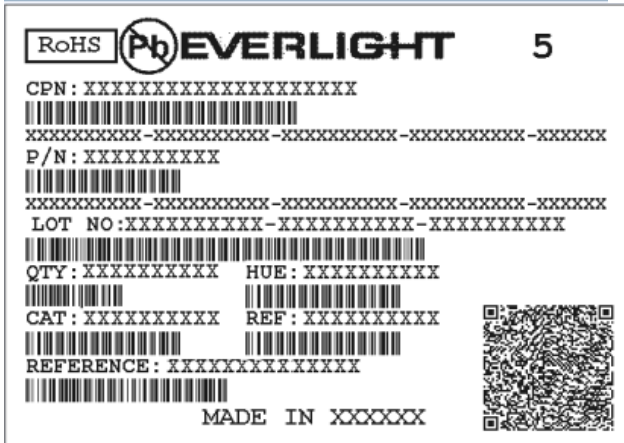 RoHS Pb EVERLIGHT 5
CPN: XXXXXXXXXXXXXXXXXXXX
XXXXXXXXXX-XXXXXXXXXX-XXXXXXXXXX-XXXXXXXXXX-XXXXXX
P/N: XXXXXXXXXX
XXXXXXXXXX-XXXXXXXXXX-XXXXXXXXXX-XXXXXXXXXX-XXXXXX
LOT NO:XXXXXXXXXX-XXXXXXXXXX-XXXXXXXXXX
QTY: XXXXXXXXXX HUE: XXXXXXXXXX
CAT: XXXXXXXXXX REF: XXXXXXXXXX
REFERENCE: XXXXXXXXXXXXXX
MADE IN XXXXXX